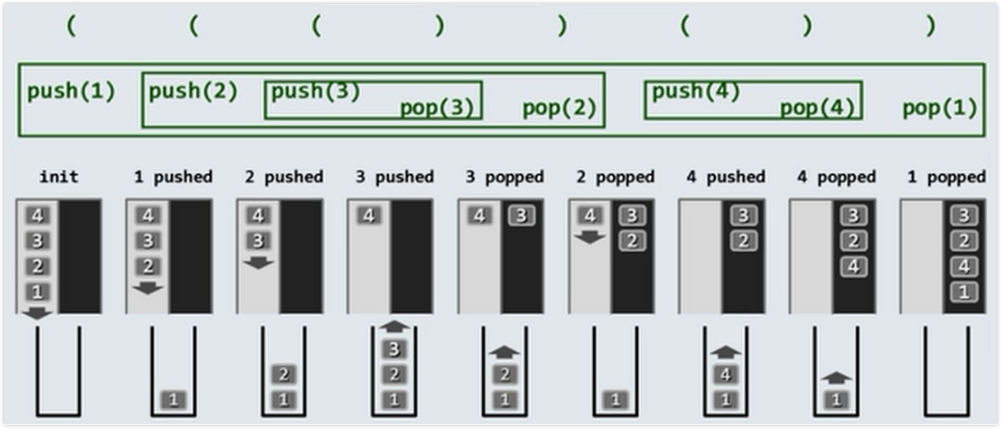 ( ( ( ) ) ( ) )
push(1) push(2) push(3) pop(3) pop(2) push(4) pop(4) pop(1)
init 1 pushed 2 pushed 3 pushed 3 popped 2 popped 4 pushed 4 popped 1 popped
4 4 4 4 4 3 4 3 3 3 3
3 3 3 2 2 2 2
2 2 4 4
1 1
3
2 2 2 4
1 1 1 1 1 1 1